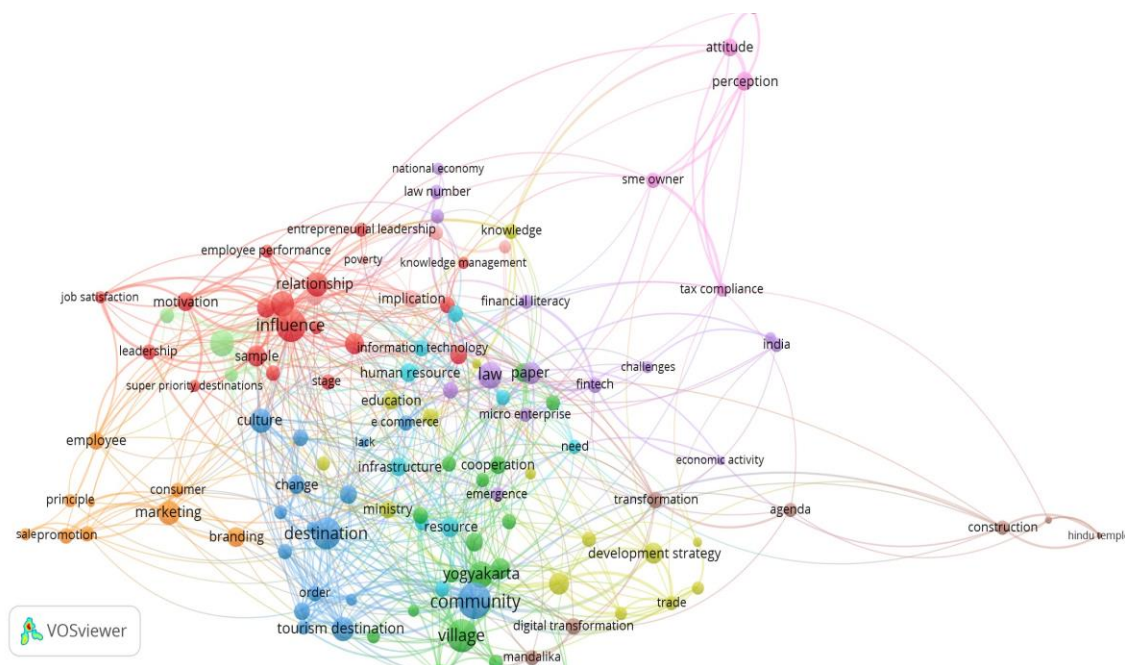 attitude
perception
national economy
sme owner
law number
entrepreneurial leadership
knowledge
employee performance
poverty
knowledge management
relationship
tax compliance
job satisfaction
motivation
implication
financial literacy
influence
india
information technology
leadership
sample
challenges
human resource
law
paper
super priority destinations
stage
fintech
education
micro enterprise
culture
e commerce
employee
lack
need
infrastructure
cooperation
economic activity
change
consumer
emergence
principle
transformation
marketing
ministry
agenda
resource
construction
destination
salepromotion
branding
hindu temple
development strategy
yogyakarta
order
community
trade
tourism destination
village
digital transformation
mandalika
VOSviewer